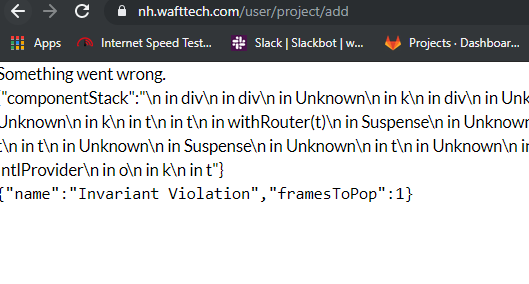 nh.wafttech.com/user/project/add
Apps Internet Speed Test... Slack | Slackbot | w... Projects · Dashboar...
Something went wrong.
{"componentStack":"\n in div\n in div\n in Unknown\n in k\n in div\n in Unk
Unknown\n in k\n in t\n in t\n in withRouter(t)\n in Suspense\n in Unknown
t\n in t\n in Unknown\n in Suspense\n in Unknown\n in t\n in Unknown\n in
ntlProvider\n in o\n in k\n in t"}
{"name":"Invariant Violation","framesToPop":1}